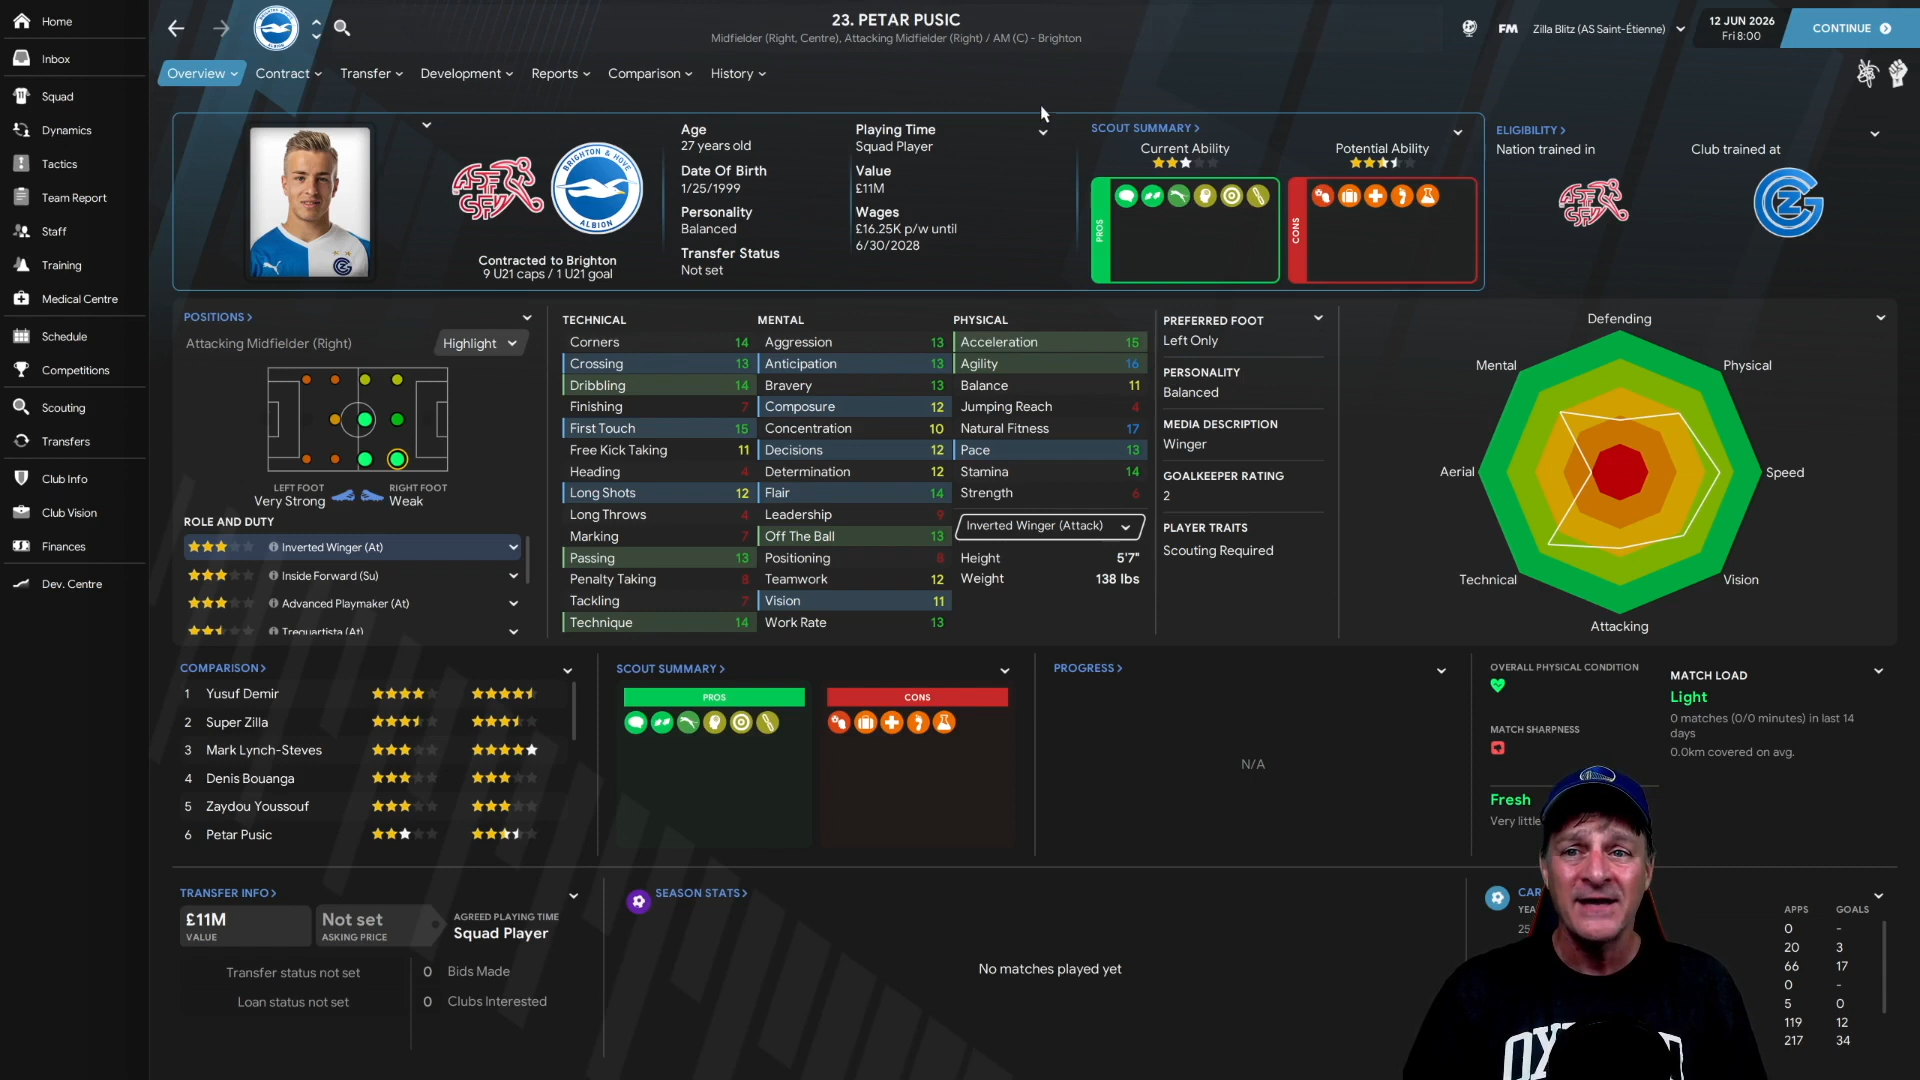 Home
Inbox
Squad
Dynamics
Tactics
Team Report
Staff
Training
Medical Centre
Schedule
Competitions
Scouting
Transfers
Club Info
Club Vision
Finances
Dev. Centre
23. PETAR PUSIC
Midfielder (Right, Centre), Attacking Midfielder (Right) / AM (C) - Brighton
FM
Zilla Blitz (AS Saint-Étienne)
12 JUN 2026
Fri 8:00
CONTINUE
Overview
Contract
Transfer
Development
Reports
Comparison
History
BRIGHTON & HOVE
ALBION
Contracted to Brighton
9 U21 caps / 1 U21 goal
Age
27 years old
Date Of Birth
1/25/1999
Personality
Balanced
Transfer Status
Not set
Playing Time
Squad Player
Value
£11M
Wages
£16.25K p/w until
6/30/2028
SCOUT SUMMARY >
Current Ability
Potential Ability
PROS
CONS
ELIGIBILITY >
Nation trained in
Club trained at
POSITIONS >
Attacking Midfielder (Right)
Highlight
LEFT FOOT
Very Strong
RIGHT FOOT
Weak
ROLE AND DUTY
Inverted Winger (At)
Inside Forward (Su)
Advanced Playmaker (At)
Trequartista (At)
TECHNICAL
Corners 14
Crossing 13
Dribbling 14
Finishing 7
First Touch 15
Free Kick Taking 11
Heading 4
Long Shots 12
Long Throws 4
Marking 7
Passing 13
Penalty Taking 8
Tackling 7
Technique 14
MENTAL
Aggression 13
Anticipation 13
Bravery 13
Composure 12
Concentration 10
Decisions 12
Determination 12
Flair 14
Leadership 9
Off The Ball 13
Positioning 8
Teamwork 12
Vision 11
Work Rate 13
PHYSICAL
Acceleration 15
Agility 16
Balance 11
Jumping Reach 4
Natural Fitness 17
Pace 13
Stamina 14
Strength 6
Inverted Winger (Attack)
Height 5'7"
Weight 138 lbs
PREFERRED FOOT
Left Only
PERSONALITY
Balanced
MEDIA DESCRIPTION
Winger
GOALKEEPER RATING
2
PLAYER TRAITS
Scouting Required
Defending
Physical
Speed
Vision
Attacking
Technical
Aerial
Mental
COMPARISON >
1 Yusuf Demir
2 Super Zilla
3 Mark Lynch-Steves
4 Denis Bouanga
5 Zaydou Youssouf
6 Petar Pusic
SCOUT SUMMARY >
PROS
CONS
PROGRESS >
N/A
OVERALL PHYSICAL CONDITION
MATCH SHARPNESS
Fresh
Very little
MATCH LOAD
Light
0 matches (0/0 minutes) in last 14
days
0.0km covered on avg.
TRANSFER INFO >
£11M
VALUE
Not set
ASKING PRICE
AGREED PLAYING TIME
Squad Player
Transfer status not set
Loan status not set
0 Bids Made
0 Clubs Interested
SEASON STATS >
No matches played yet
CAR
YEA
25
APPS GOALS
0 -
20 3
66 17
0 -
5 0
119 12
217 34